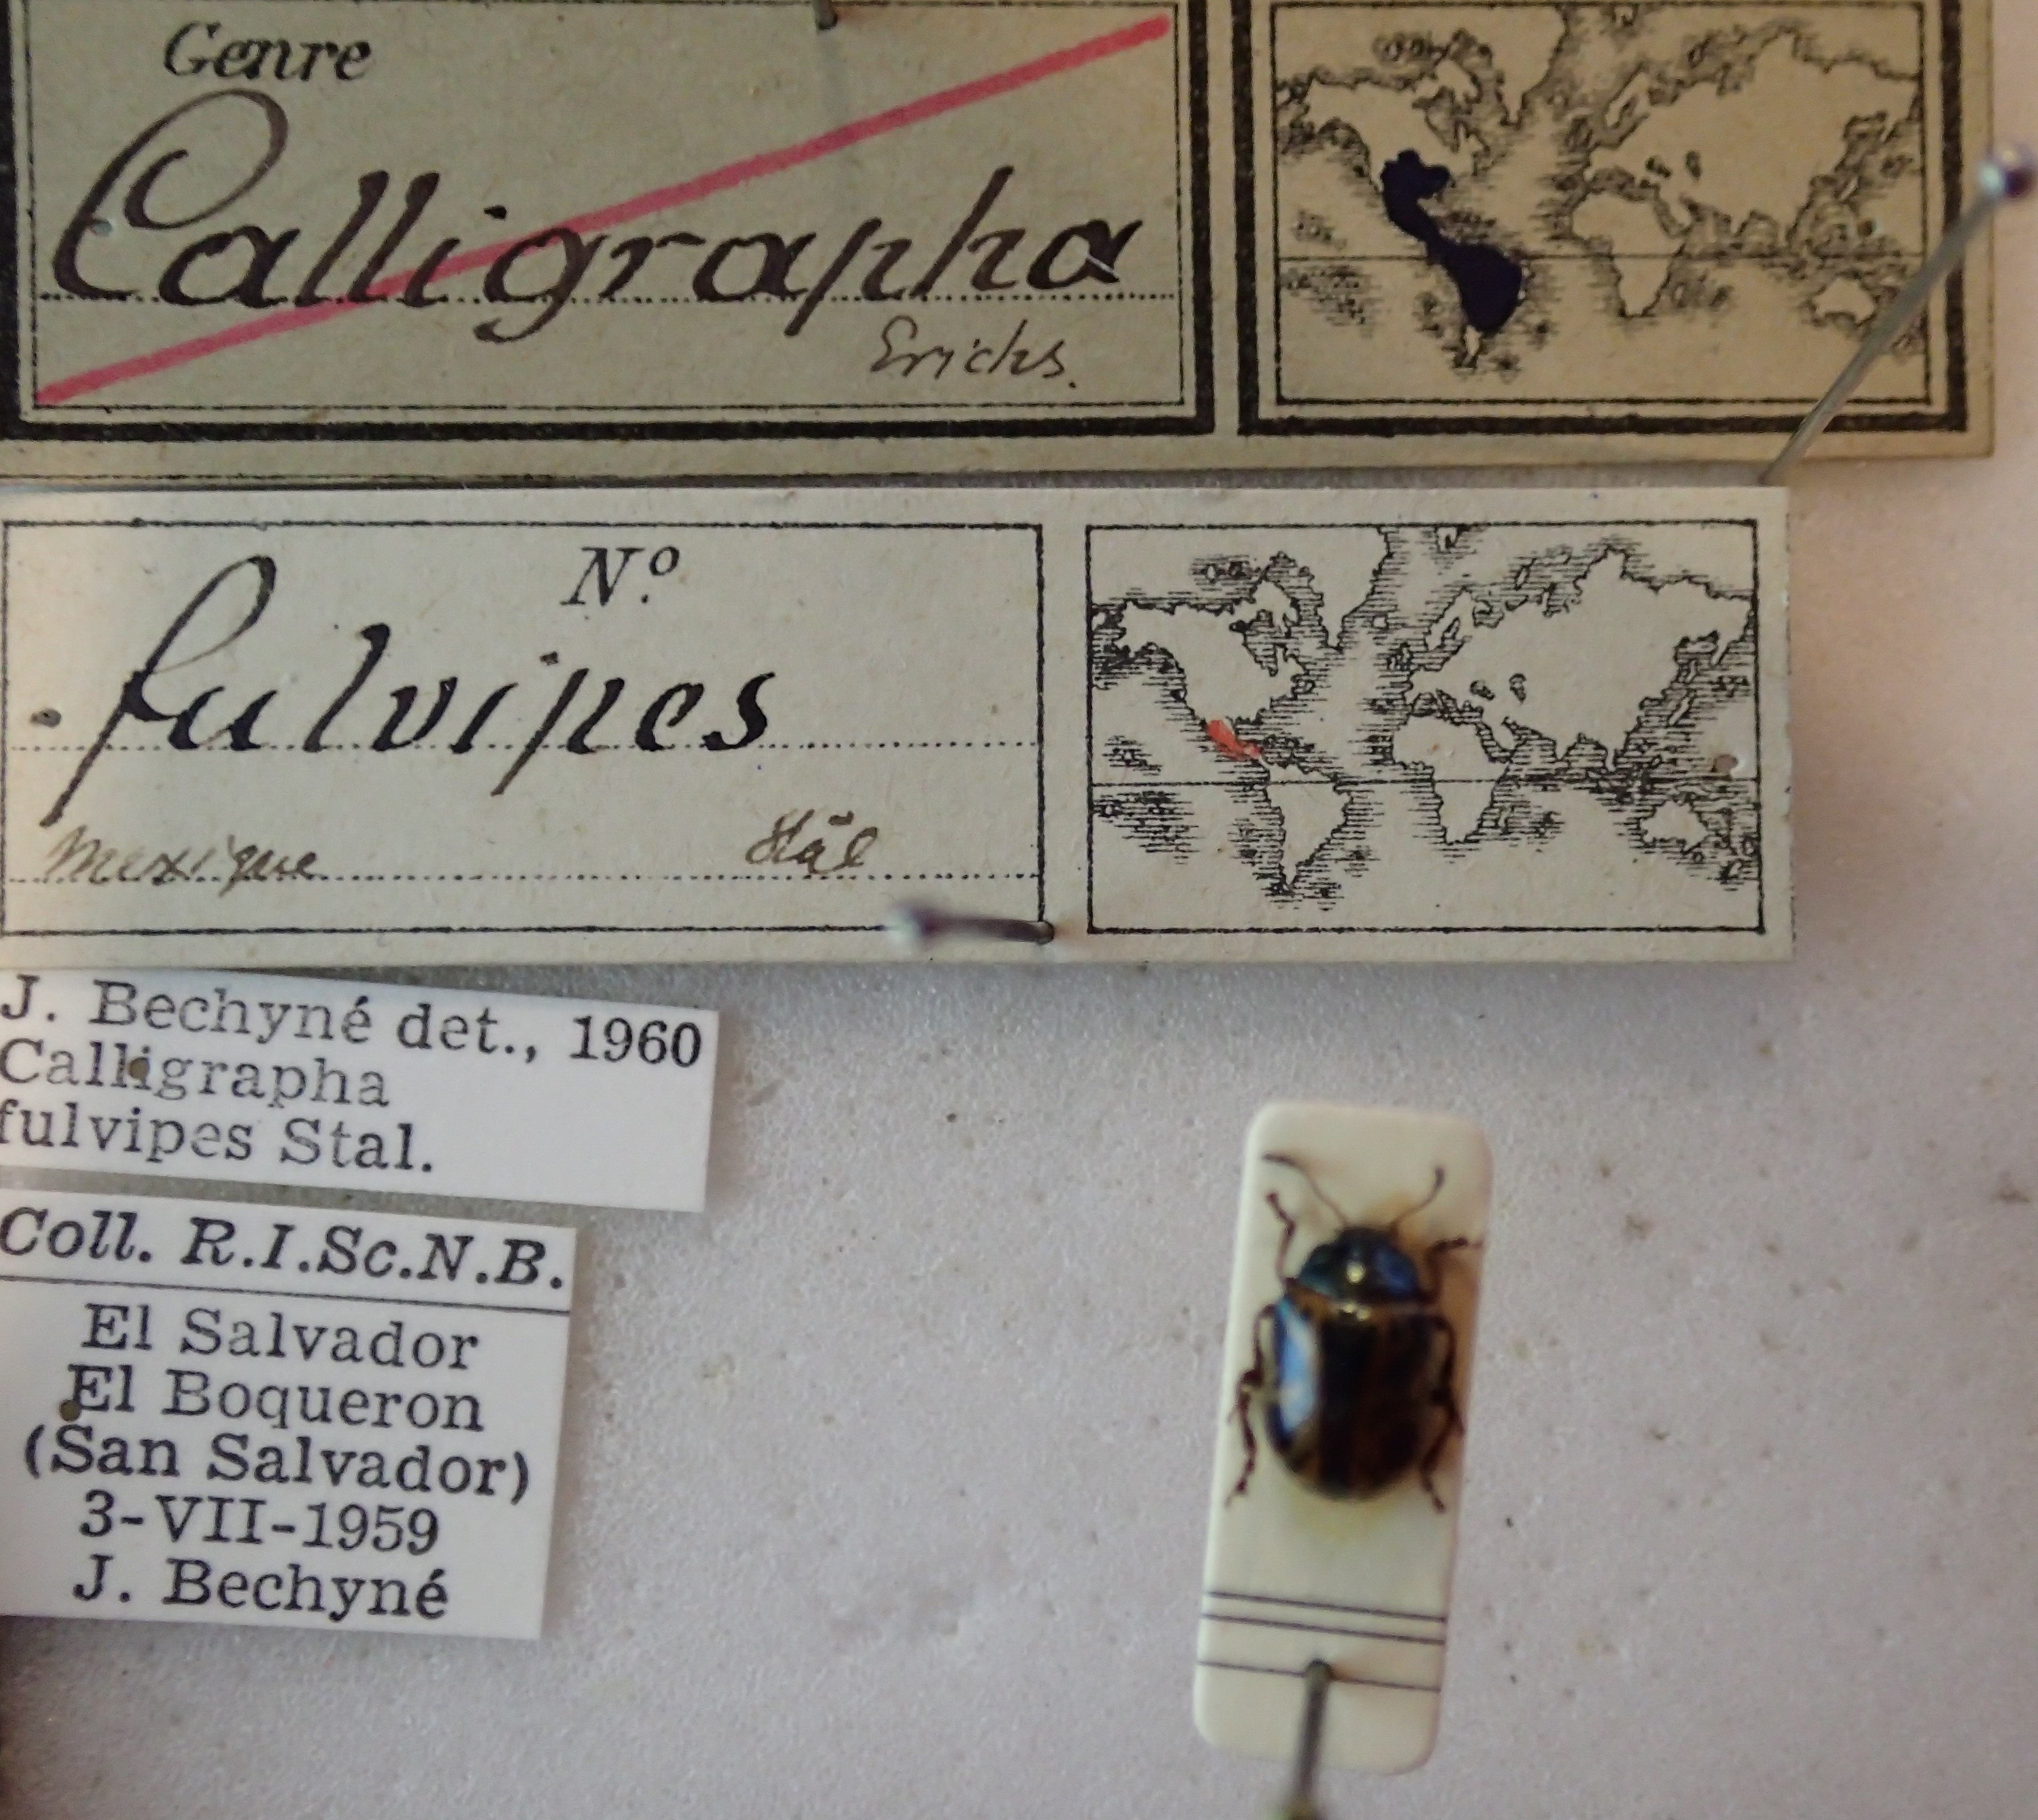 Genre
Calligrapha
Erichs.
No.
fulvipes
Mexique Stål
J. Bechyné det., 1960
Calligrapha
fulvipes Stal.
Coll. R.I.Sc.N.B.
El Salvador
El Boqueron
(San Salvador)
3-VII-1959
J. Bechyné